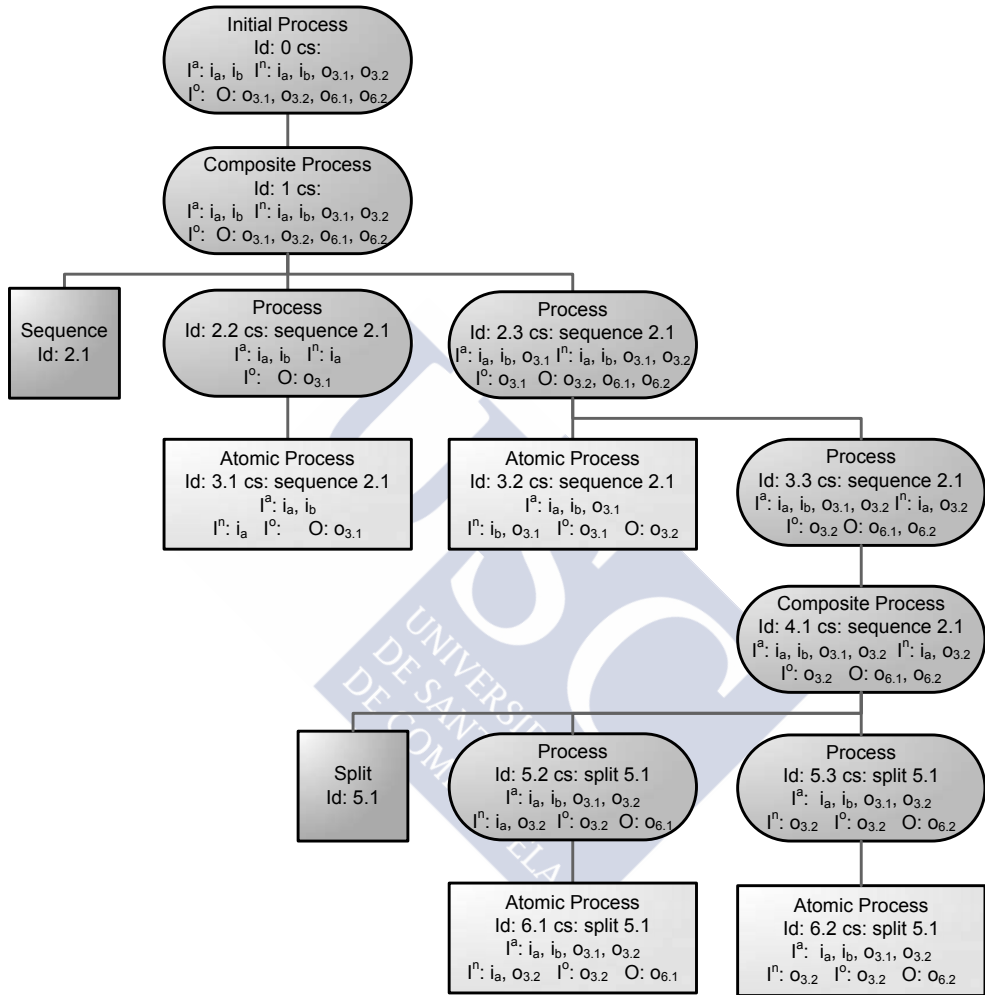 Initial Process
Id: 0 cs:
Iᵃ: iₐ, i_b Iⁿ: iₐ, i_b, o₃.₁, o₃.₂
Iᵒ: O: o₃.₁, o₃.₂, o₆.₁, o₆.₂
Composite Process
Id: 1 cs:
Iᵃ: iₐ, i_b Iⁿ: iₐ, i_b, o₃.₁, o₃.₂
Iᵒ: O: o₃.₁, o₃.₂, o₆.₁, o₆.₂
Sequence
Id: 2.1
Process
Id: 2.2 cs: sequence 2.1
Iᵃ: iₐ, i_b Iⁿ: iₐ
Iᵒ: O: o₃.₁
Process
Id: 2.3 cs: sequence 2.1
Iᵃ: iₐ, i_b, o₃.₁ Iⁿ: iₐ, i_b, o₃.₁, o₃.₂
Iᵒ: o₃.₁ O: o₃.₂, o₆.₁, o₆.₂
Atomic Process
Id: 3.1 cs: sequence 2.1
Iᵃ: iₐ, i_b
Iⁿ: iₐ Iᵒ: O: o₃.₁
Atomic Process
Id: 3.2 cs: sequence 2.1
Iᵃ: iₐ, i_b, o₃.₁
Iⁿ: i_b, o₃.₁ Iᵒ: o₃.₁ O: o₃.₂
Process
Id: 3.3 cs: sequence 2.1
Iᵃ: iₐ, i_b, o₃.₁, o₃.₂ Iⁿ: iₐ, o₃.₂
Iᵒ: o₃.₂ O: o₆.₁, o₆.₂
Composite Process
Id: 4.1 cs: sequence 2.1
Iᵃ: iₐ, i_b, o₃.₁, o₃.₂ Iⁿ: iₐ, o₃.₂
Iᵒ: o₃.₂ O: o₆.₁, o₆.₂
Split
Id: 5.1
Process
Id: 5.2 cs: split 5.1
Iᵃ: iₐ, i_b, o₃.₁, o₃.₂
Iⁿ: iₐ, o₃.₂ Iᵒ: o₃.₂ O: o₆.₁
Process
Id: 5.3 cs: split 5.1
Iᵃ: iₐ, i_b, o₃.₁, o₃.₂
Iⁿ: o₃.₂ Iᵒ: o₃.₂ O: o₆.₂
Atomic Process
Id: 6.1 cs: split 5.1
Iᵃ: iₐ, i_b, o₃.₁, o₃.₂
Iⁿ: iₐ, o₃.₂ Iᵒ: o₃.₂ O: o₆.₁
Atomic Process
Id: 6.2 cs: split 5.1
Iᵃ: iₐ, i_b, o₃.₁, o₃.₂
Iⁿ: o₃.₂ Iᵒ: o₃.₂ O: o₆.₂
USC